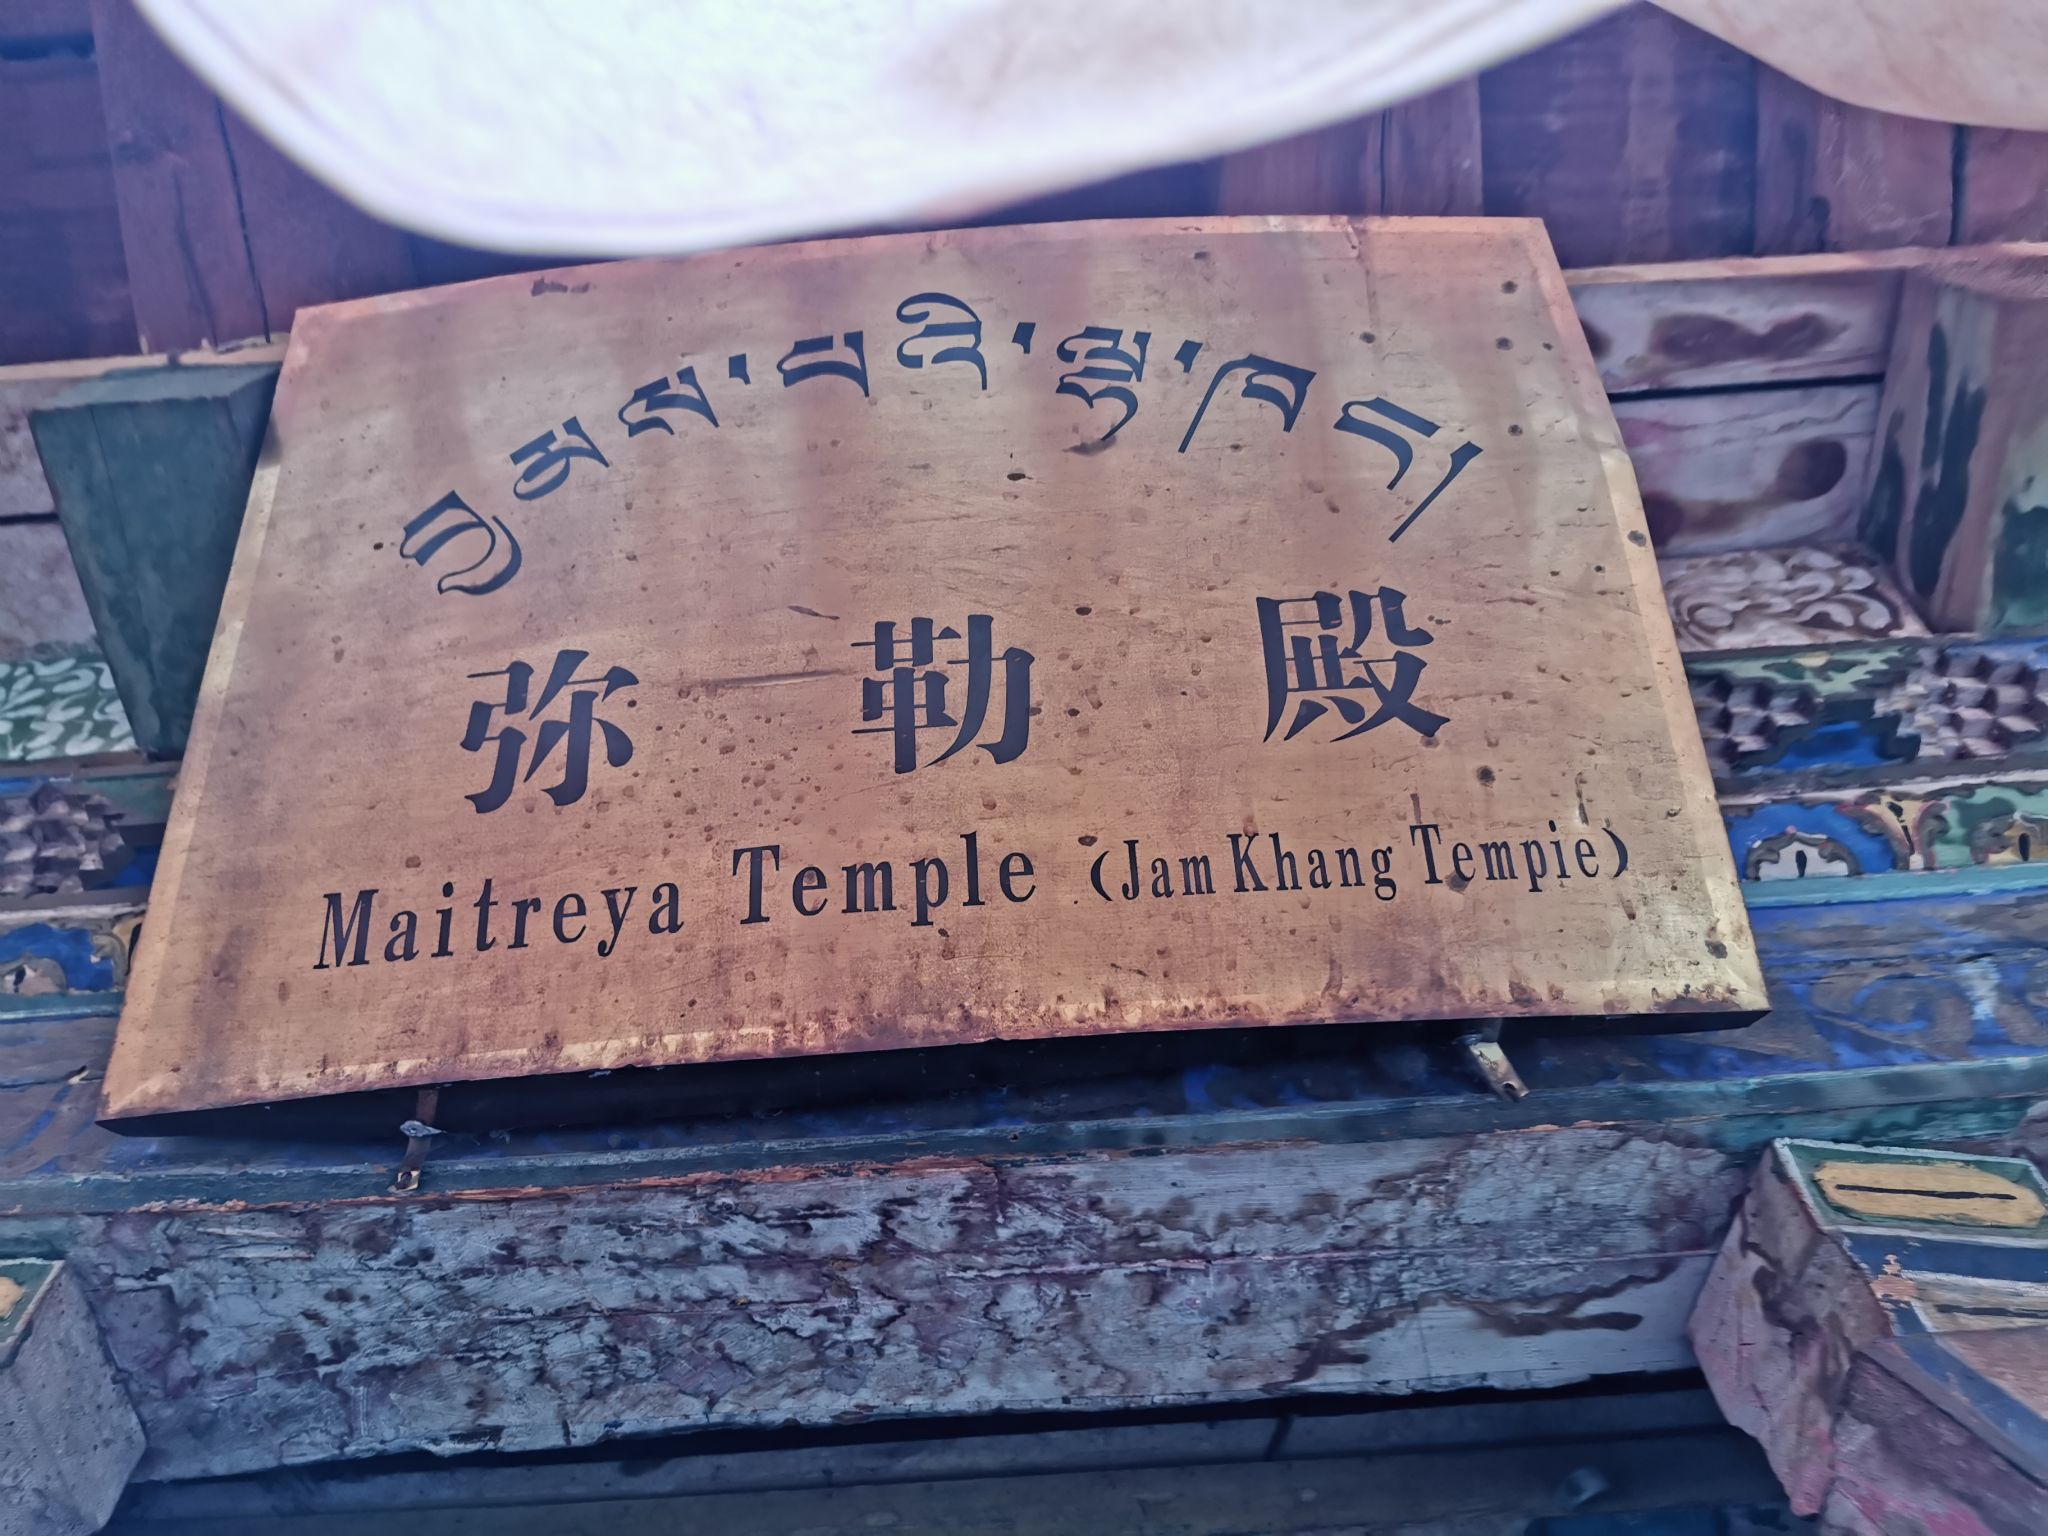 བྱམས་པའི་ལྷ་ཁང།
弥勒殿
Maitreya Temple (Jam Khang Tempie)